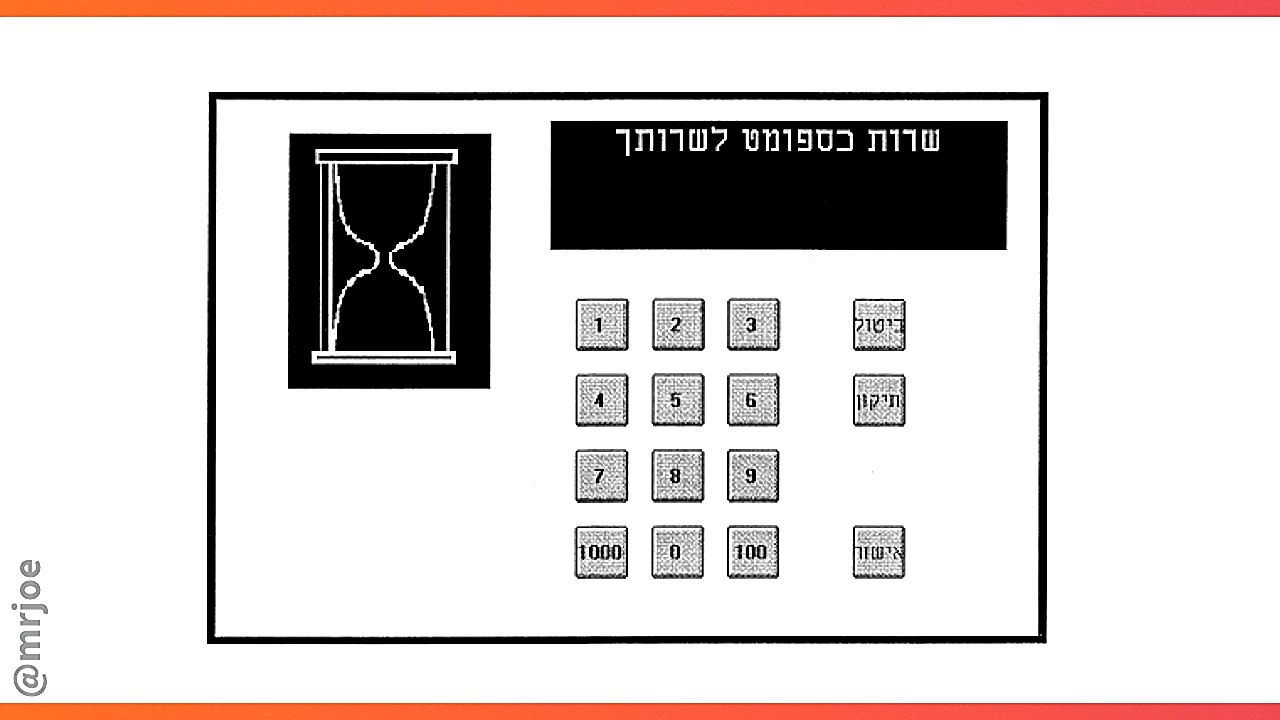 שרות כספומט לשרותך
1 2 3 ביטול
4 5 6 תיקון
7 8 9
1000 0 100 אישור
@mrjoe